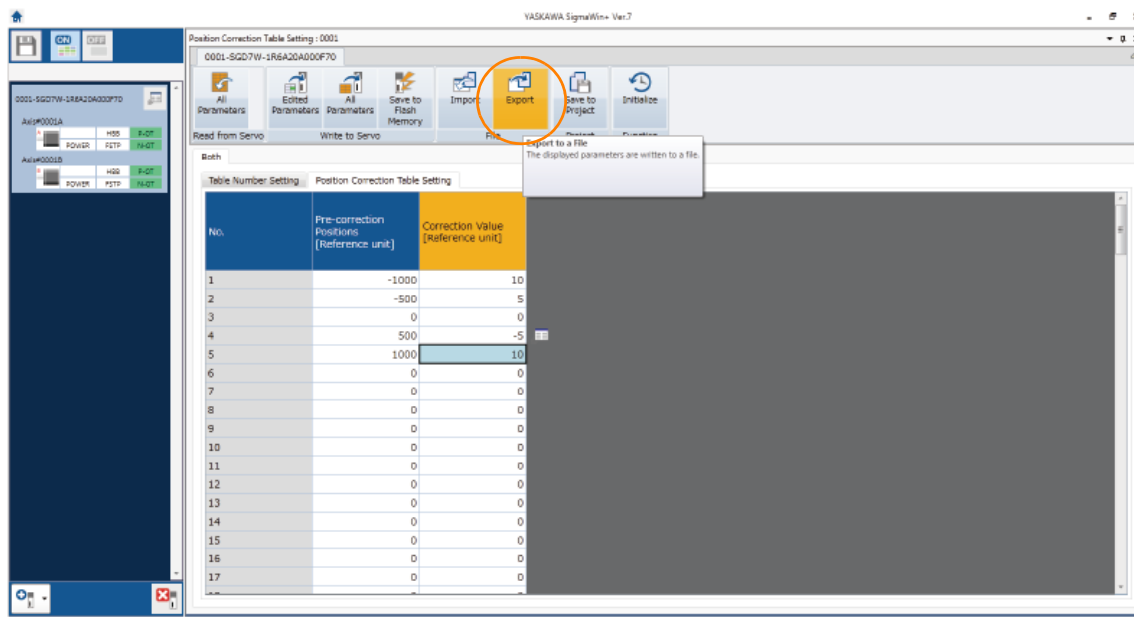 YASKAWA SigmaWin+ Ver.7
ON OFF
Position Correction Table Setting : 0001
0001-SGD7W-1R6A20A000F70
All Parameters
Edited Parameters
All Parameters
Save to Flash Memory
Import
Export
Save to Project
Initialize
Read from Servo
Write to Servo
File
Project
Function
Export to a File
The displayed parameters are written to a file.
0001-SGD7W-1R6A20A000F70
Axis#0001A
HBB P-OT
POWER FSTP N-OT
Axis#0001B
HBB P-OT
POWER FSTP N-OT
Both
Table Number Setting Position Correction Table Setting
No.
Pre-correction Positions [Reference unit]
Correction Value [Reference unit]
1 -1000 10
2 -500 5
3 0 0
4 500 -5
5 1000 10
6 0 0
7 0 0
8 0 0
9 0 0
10 0 0
11 0 0
12 0 0
13 0 0
14 0 0
15 0 0
16 0 0
17 0 0